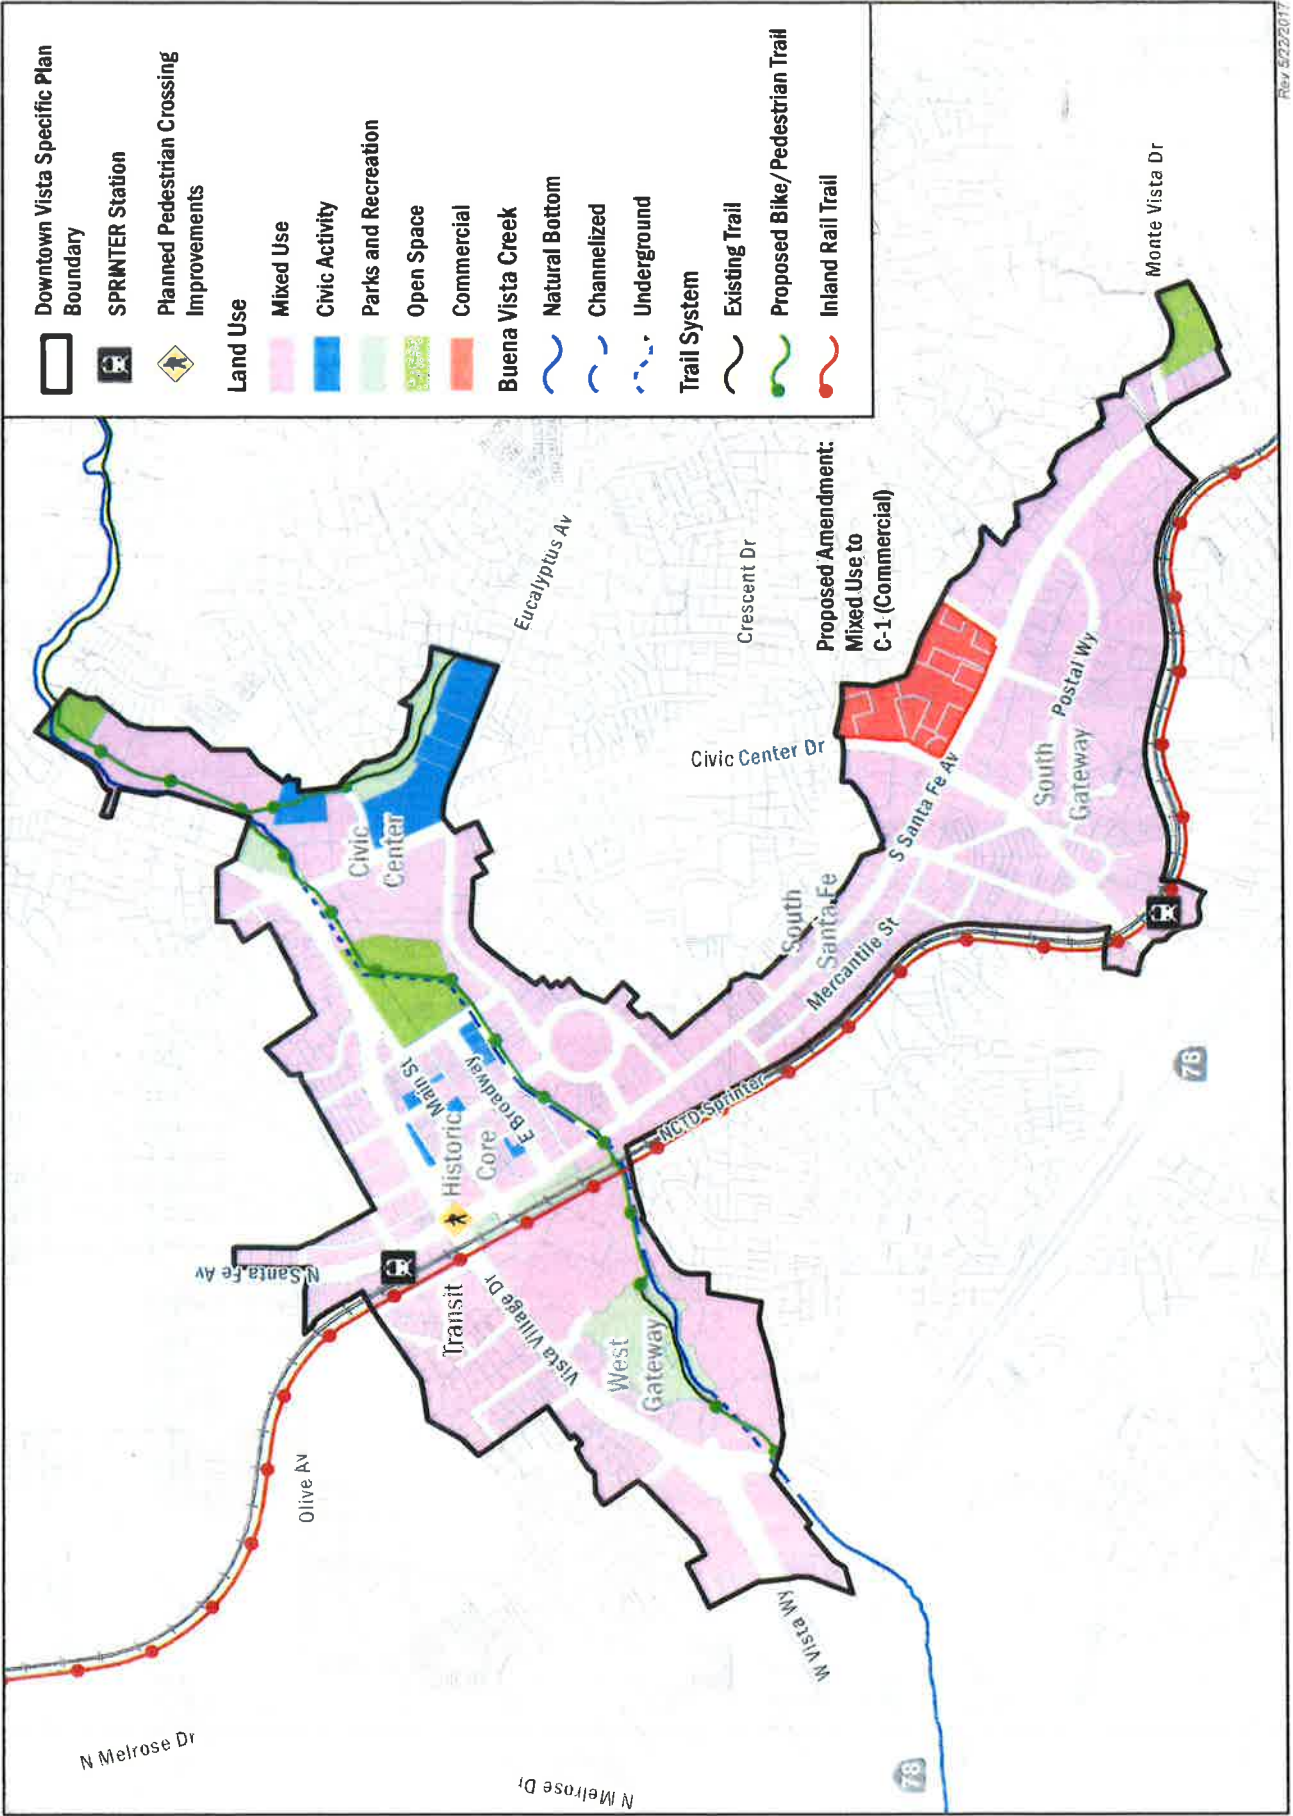 Downtown Vista Specific Plan
Boundary
SPRINTER Station
Planned Pedestrian Crossing
Improvements
Land Use
Mixed Use
Civic Activity
Parks and Recreation
Open Space
Commercial
Buena Vista Creek
Natural Bottom
Channelized
Underground
Trail System
Existing Trail
Proposed Bike/Pedestrian Trail
Inland Rail Trail
N Melrose Dr
Olive Av
N Santa Fe Av
Transit
Historic
Core
Main St
E Broadway
Civic
Center
Eucalyptus Av
Vista Village Dr
West
Gateway
W Vista Wy
N Melrose Dr
78
NCTD Sprinter
Mercantile St
South
Santa Fe
S Santa Fe Av
Civic Center Dr
Crescent Dr
Proposed Amendment:
Mixed Use to
C-1 (Commercial)
South
Gateway
Postal Wy
Monte Vista Dr
78
Rev 5/22/2017